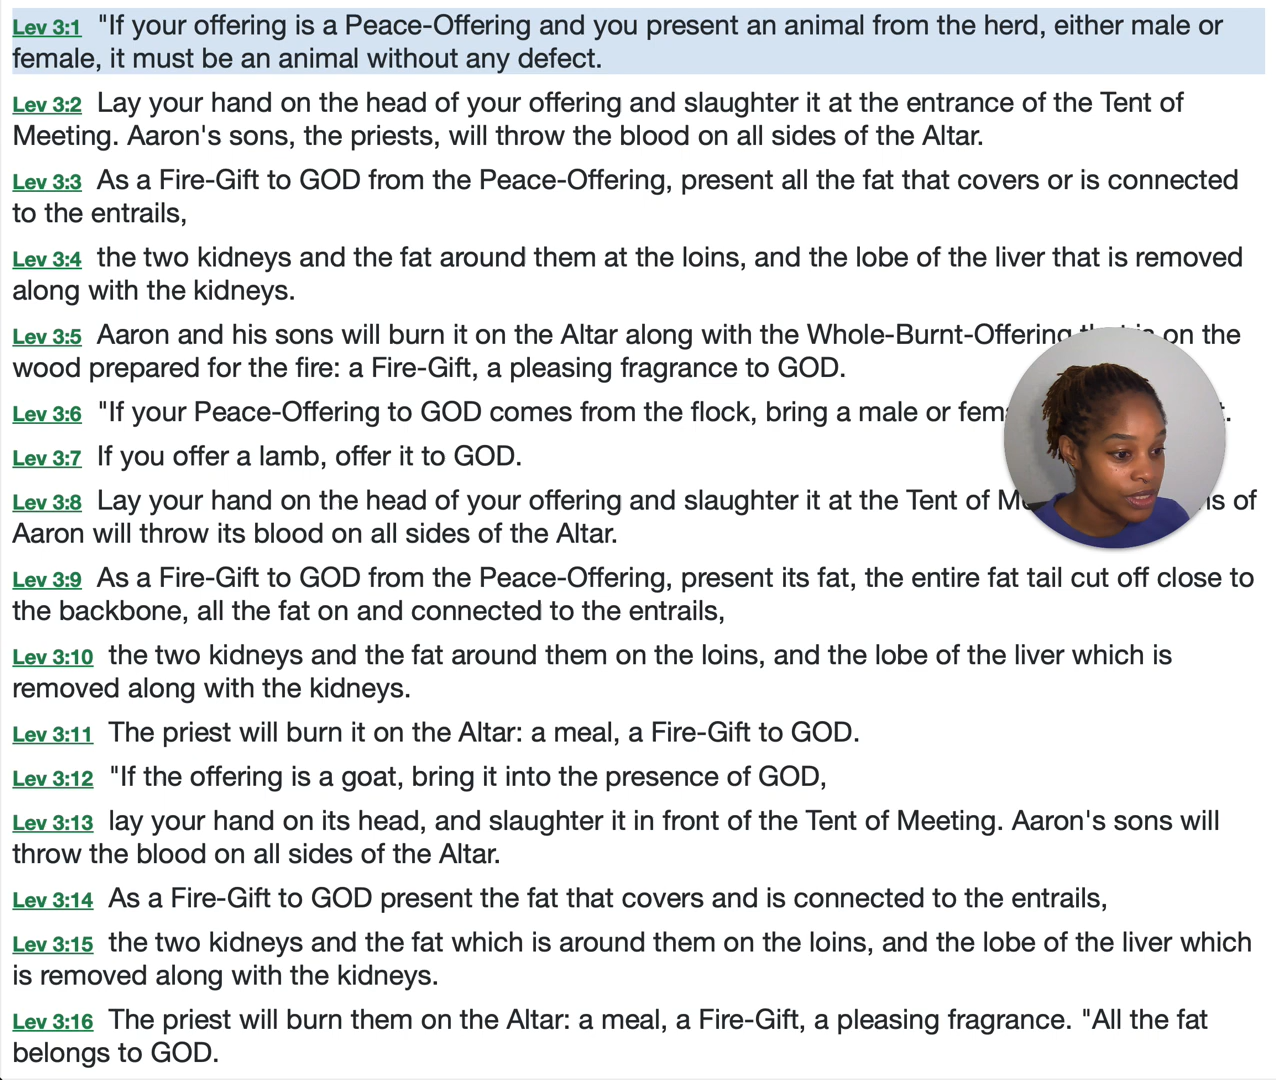 Lev 3:1 "If your offering is a Peace-Offering and you present an animal from the herd, either male or
female, it must be an animal without any defect.
Lev 3:2 Lay your hand on the head of your offering and slaughter it at the entrance of the Tent of
Meeting. Aaron's sons, the priests, will throw the blood on all sides of the Altar.
Lev 3:3 As a Fire-Gift to GOD from the Peace-Offering, present all the fat that covers or is connected
to the entrails,
Lev 3:4 the two kidneys and the fat around them at the loins, and the lobe of the liver that is removed
along with the kidneys.
Lev 3:5 Aaron and his sons will burn it on the Altar along with the Whole-Burnt-Offering that is on the
wood prepared for the fire: a Fire-Gift, a pleasing fragrance to GOD.
Lev 3:6 "If your Peace-Offering to GOD comes from the flock, bring a male or
Lev 3:7 If you offer a lamb, offer it to GOD.
Lev 3:8 Lay your hand on the head of your offering and slaughter it at the Tent of of
Aaron will throw its blood on all sides of the Altar.
Lev 3:9 As a Fire-Gift to GOD from the Peace-Offering, present its fat, the entire fat tail cut off close to
the backbone, all the fat on and connected to the entrails,
Lev 3:10 the two kidneys and the fat around them on the loins, and the lobe of the liver which is
removed along with the kidneys.
Lev 3:11 The priest will burn it on the Altar: a meal, a Fire-Gift to GOD.
Lev 3:12 "If the offering is a goat, bring it into the presence of GOD,
Lev 3:13 lay your hand on its head, and slaughter it in front of the Tent of Meeting. Aaron's sons will
throw the blood on all sides of the Altar.
Lev 3:14 As a Fire-Gift to GOD present the fat that covers and is connected to the entrails,
Lev 3:15 the two kidneys and the fat which is around them on the loins, and the lobe of the liver which
is removed along with the kidneys.
Lev 3:16 The priest will burn them on the Altar: a meal, a Fire-Gift, a pleasing fragrance. "All the fat
belongs to GOD.